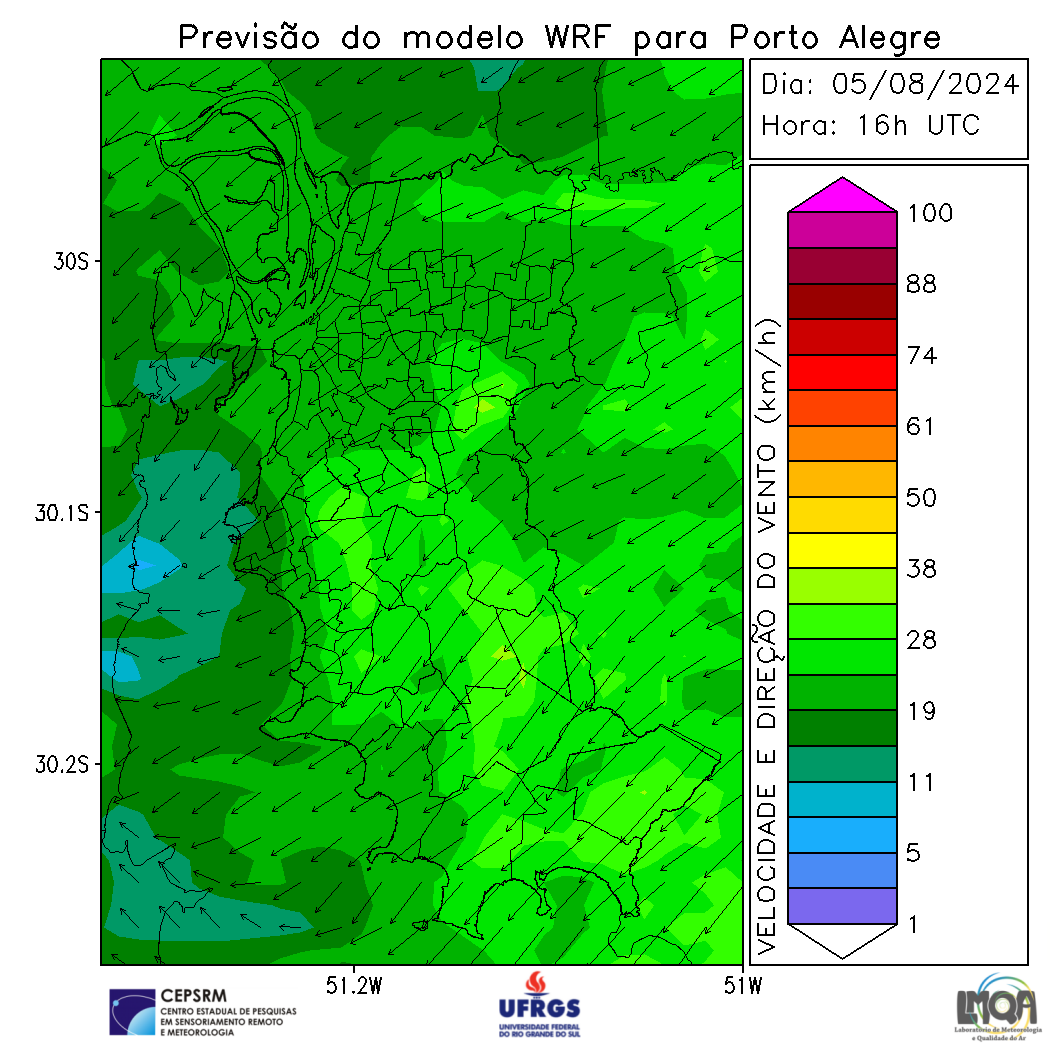 Previsão do modelo WRF para Porto Alegre
Dia: 05/08/2024
Hora: 16h UTC
30S
30.1S
30.2S
51.2W
51W
VELOCIDADE E DIREÇÃO DO VENTO (km/h)
100
88
74
61
50
38
28
19
11
5
1
CEPSRM
CENTRO ESTADUAL DE PESQUISAS
EM SENSORIAMENTO REMOTO
E METEOROLOGIA
UFRGS
UNIVERSIDADE FEDERAL
DO RIO GRANDE DO SUL
LMQA
Laboratório de Meteorologia
e Qualidade do Ar